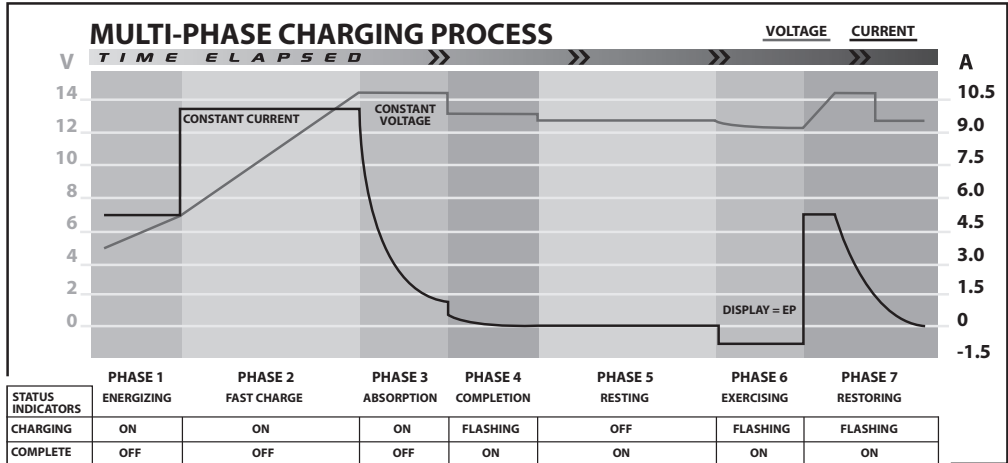 MULTI-PHASE CHARGING PROCESS
VOLTAGE CURRENT
V TIME ELAPSED A
14 10.5
12 9.0
10 7.5
8 6.0
6 4.5
4 3.0
2 1.5
0 0
-1.5
CONSTANT CURRENT
CONSTANT
VOLTAGE
DISPLAY = EP
PHASE 1 PHASE 2 PHASE 3 PHASE 4 PHASE 5 PHASE 6 PHASE 7
ENERGIZING FAST CHARGE ABSORPTION COMPLETION RESTING EXERCISING RESTORING
STATUS
INDICATORS
CHARGING ON ON ON FLASHING OFF FLASHING FLASHING
COMPLETE OFF OFF OFF ON ON ON ON